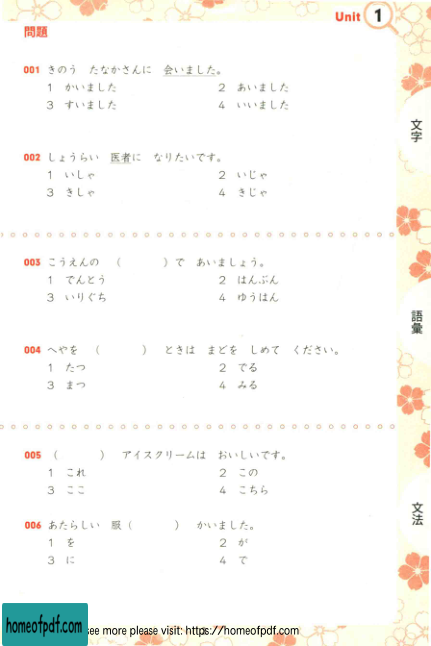 Unit 1
問題
001 きのう たなかさんに 会いました。
1 かいました 2 あいました
3 すいました 4 いいました
002 しょうらい 医者に なりたいです。
1 いしゃ 2 いじゃ
3 きしゃ 4 きじゃ
003 こうえんの （ ）で あいましょう。
1 でんとう 2 はんぶん
3 いりぐち 4 ゆうはん
004 へやを （ ） ときは まどを しめて ください。
1 たつ 2 でる
3 まつ 4 みる
005 （ ） アイスクリームは おいしいです。
1 これ 2 この
3 ここ 4 こちら
006 あたらしい 服（ ） かいました。
1 を 2 が
3 に 4 で
文字
語彙
文法
homeofpdf.com
see more please visit: https://homeofpdf.com